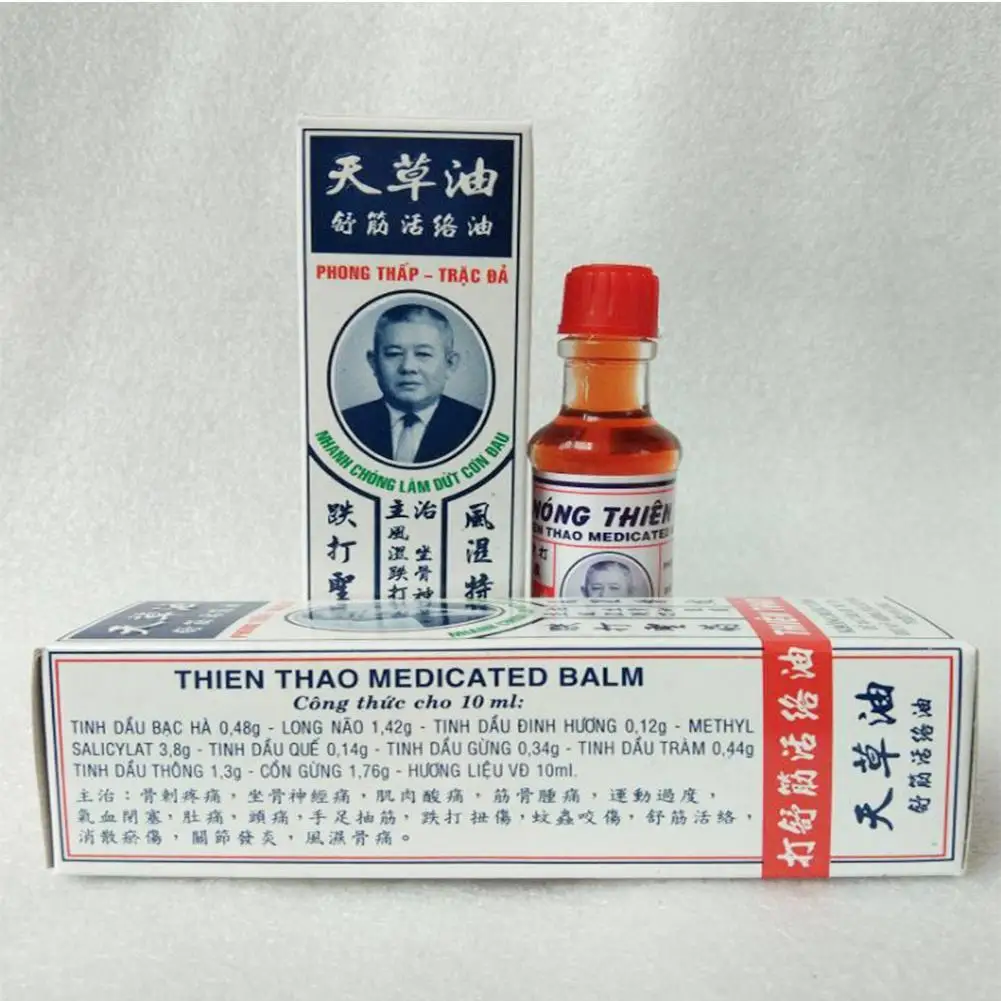 天草油
舒筋活络油
PHONG THẤP - TRẶC ĐẢ
NHANH CHÓNG LÀM DỨT CƠN ĐAU
跌打聖
主治
風濕跌打
坐骨神
風濕特
NÓNG THIÊN
THAO MEDICATED
THIEN THAO MEDICATED BALM
Công thức cho 10 ml:
TINH DẦU BẠC HÀ 0,48g - LONG NÃO 1,42g - TINH DẦU ĐINH HƯƠNG 0,12g - METHYL
SALICYLAT 3,8g - TINH DẦU QUẾ 0,14g - TINH DẦU GỪNG 0,34g - TINH DẦU TRÀM 0,44g
TINH DẦU THÔNG 1,3g - CỒN GỪNG 1,76g - HƯƠNG LIỆU VĐ 10ml.
主治：骨刺疼痛，坐骨神經痛，肌肉酸痛，筋骨腫痛，運動過度，
氣血閉塞，肚痛，頭痛，手足抽筋，跌打扭傷，蚊蟲咬傷，舒筋活絡，
消散瘀傷，關節發炎，風濕骨痛。
打舒筋活络油
天草油
舒筋活络油